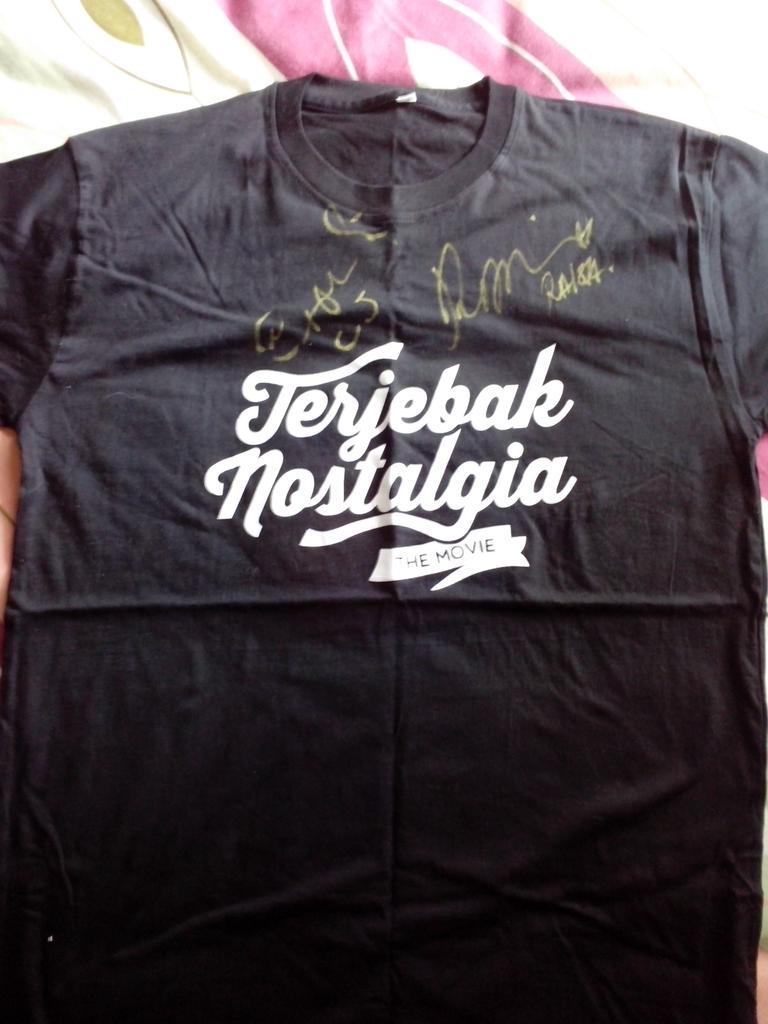 RAISA.
Terjebak
Nostalgia
THE MOVIE